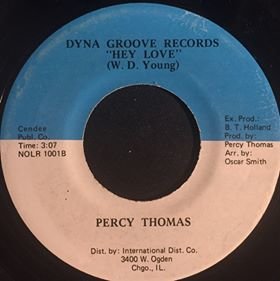 DYNA GROOVE RECORDS
"HEY LOVE"
(W. D. Young)
Cendee
Publ. Co.
Time: 3:07
NOLR 1001B
Ex. Prod.:
B. T. Holland
Prod. by:
Percy Thomas
Arr. by:
Oscar Smith
PERCY THOMAS
Dist. by: International Dist. Co.
3400 W. Ogden
Chgo., IL.